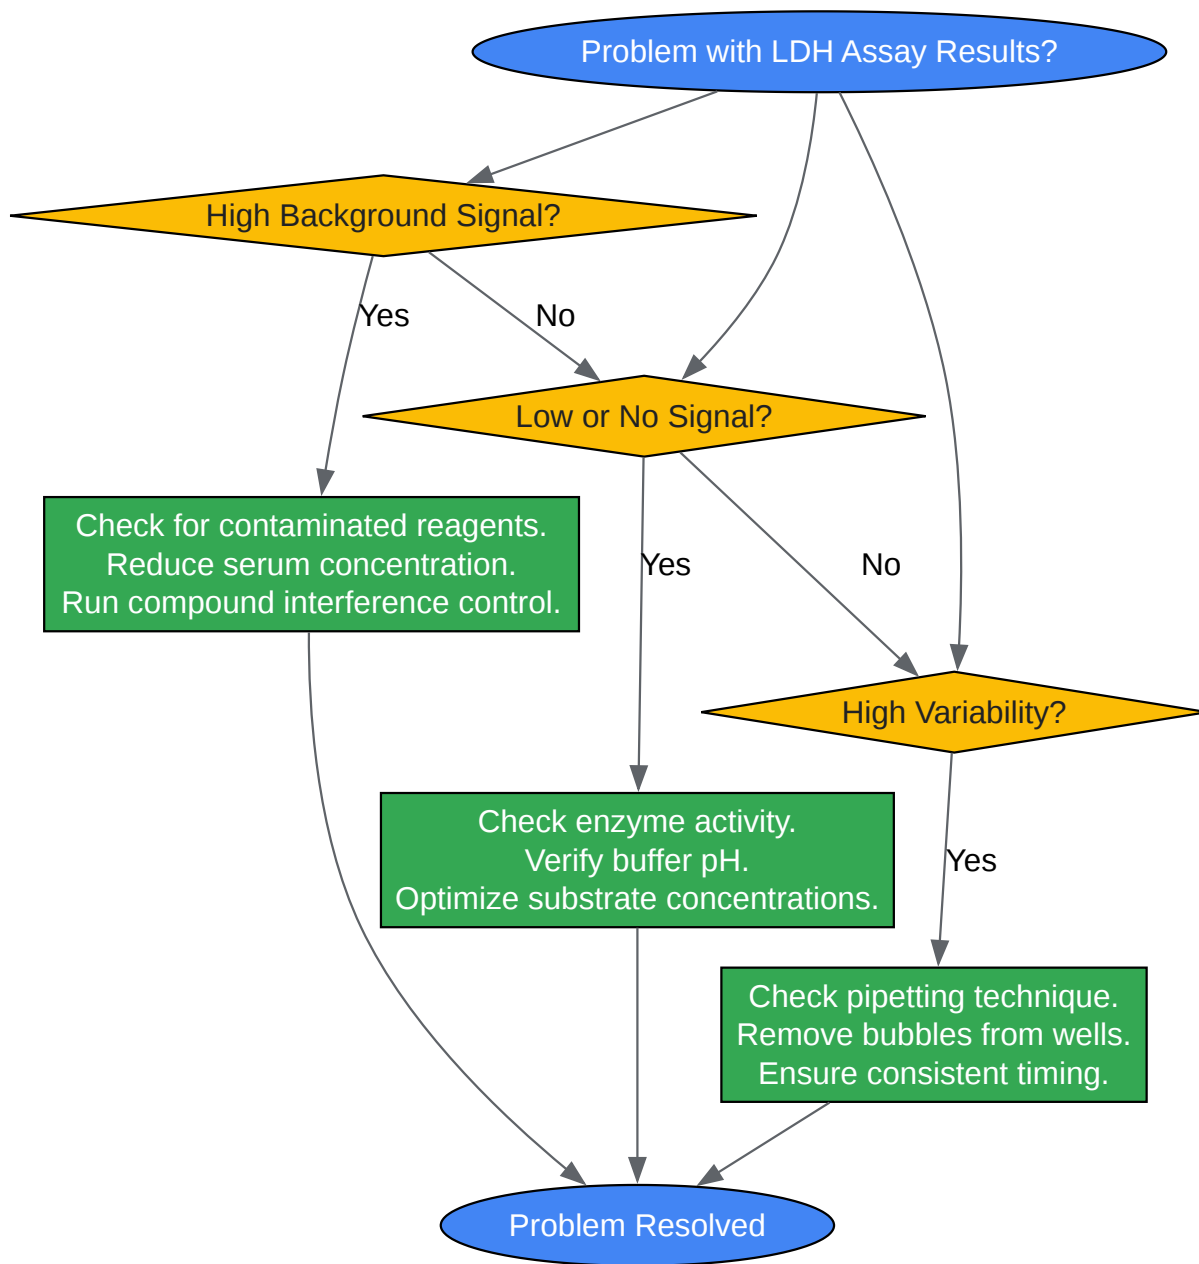 Problem with LDH Assay Results?
High Background Signal?
Yes
No
Low or No Signal?
Check for contaminated reagents.
Reduce serum concentration.
Run compound interference control.
Yes
No
High Variability?
Check enzyme activity.
Verify buffer pH.
Optimize substrate concentrations.
Yes
Check pipetting technique.
Remove bubbles from wells.
Ensure consistent timing.
Problem Resolved